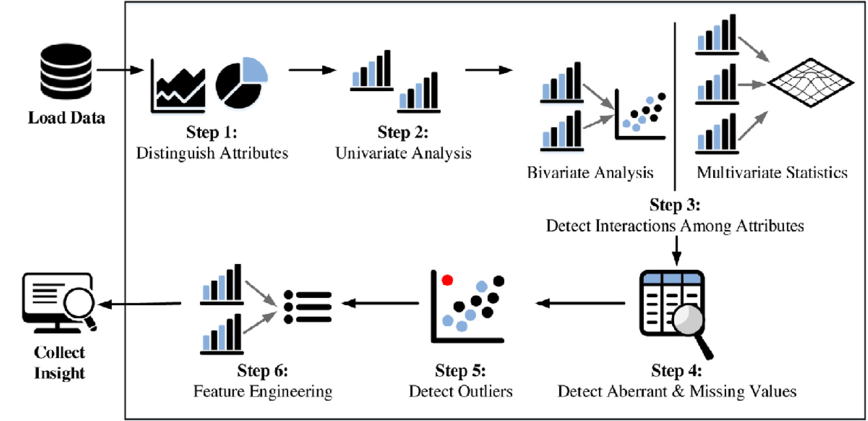 Load Data
Step 1:
Distinguish Attributes
Step 2:
Univariate Analysis
Bivariate Analysis
Multivariate Statistics
Step 3:
Detect Interactions Among Attributes
Step 4:
Detect Aberrant & Missing Values
Step 5:
Detect Outliers
Step 6:
Feature Engineering
Collect
Insight